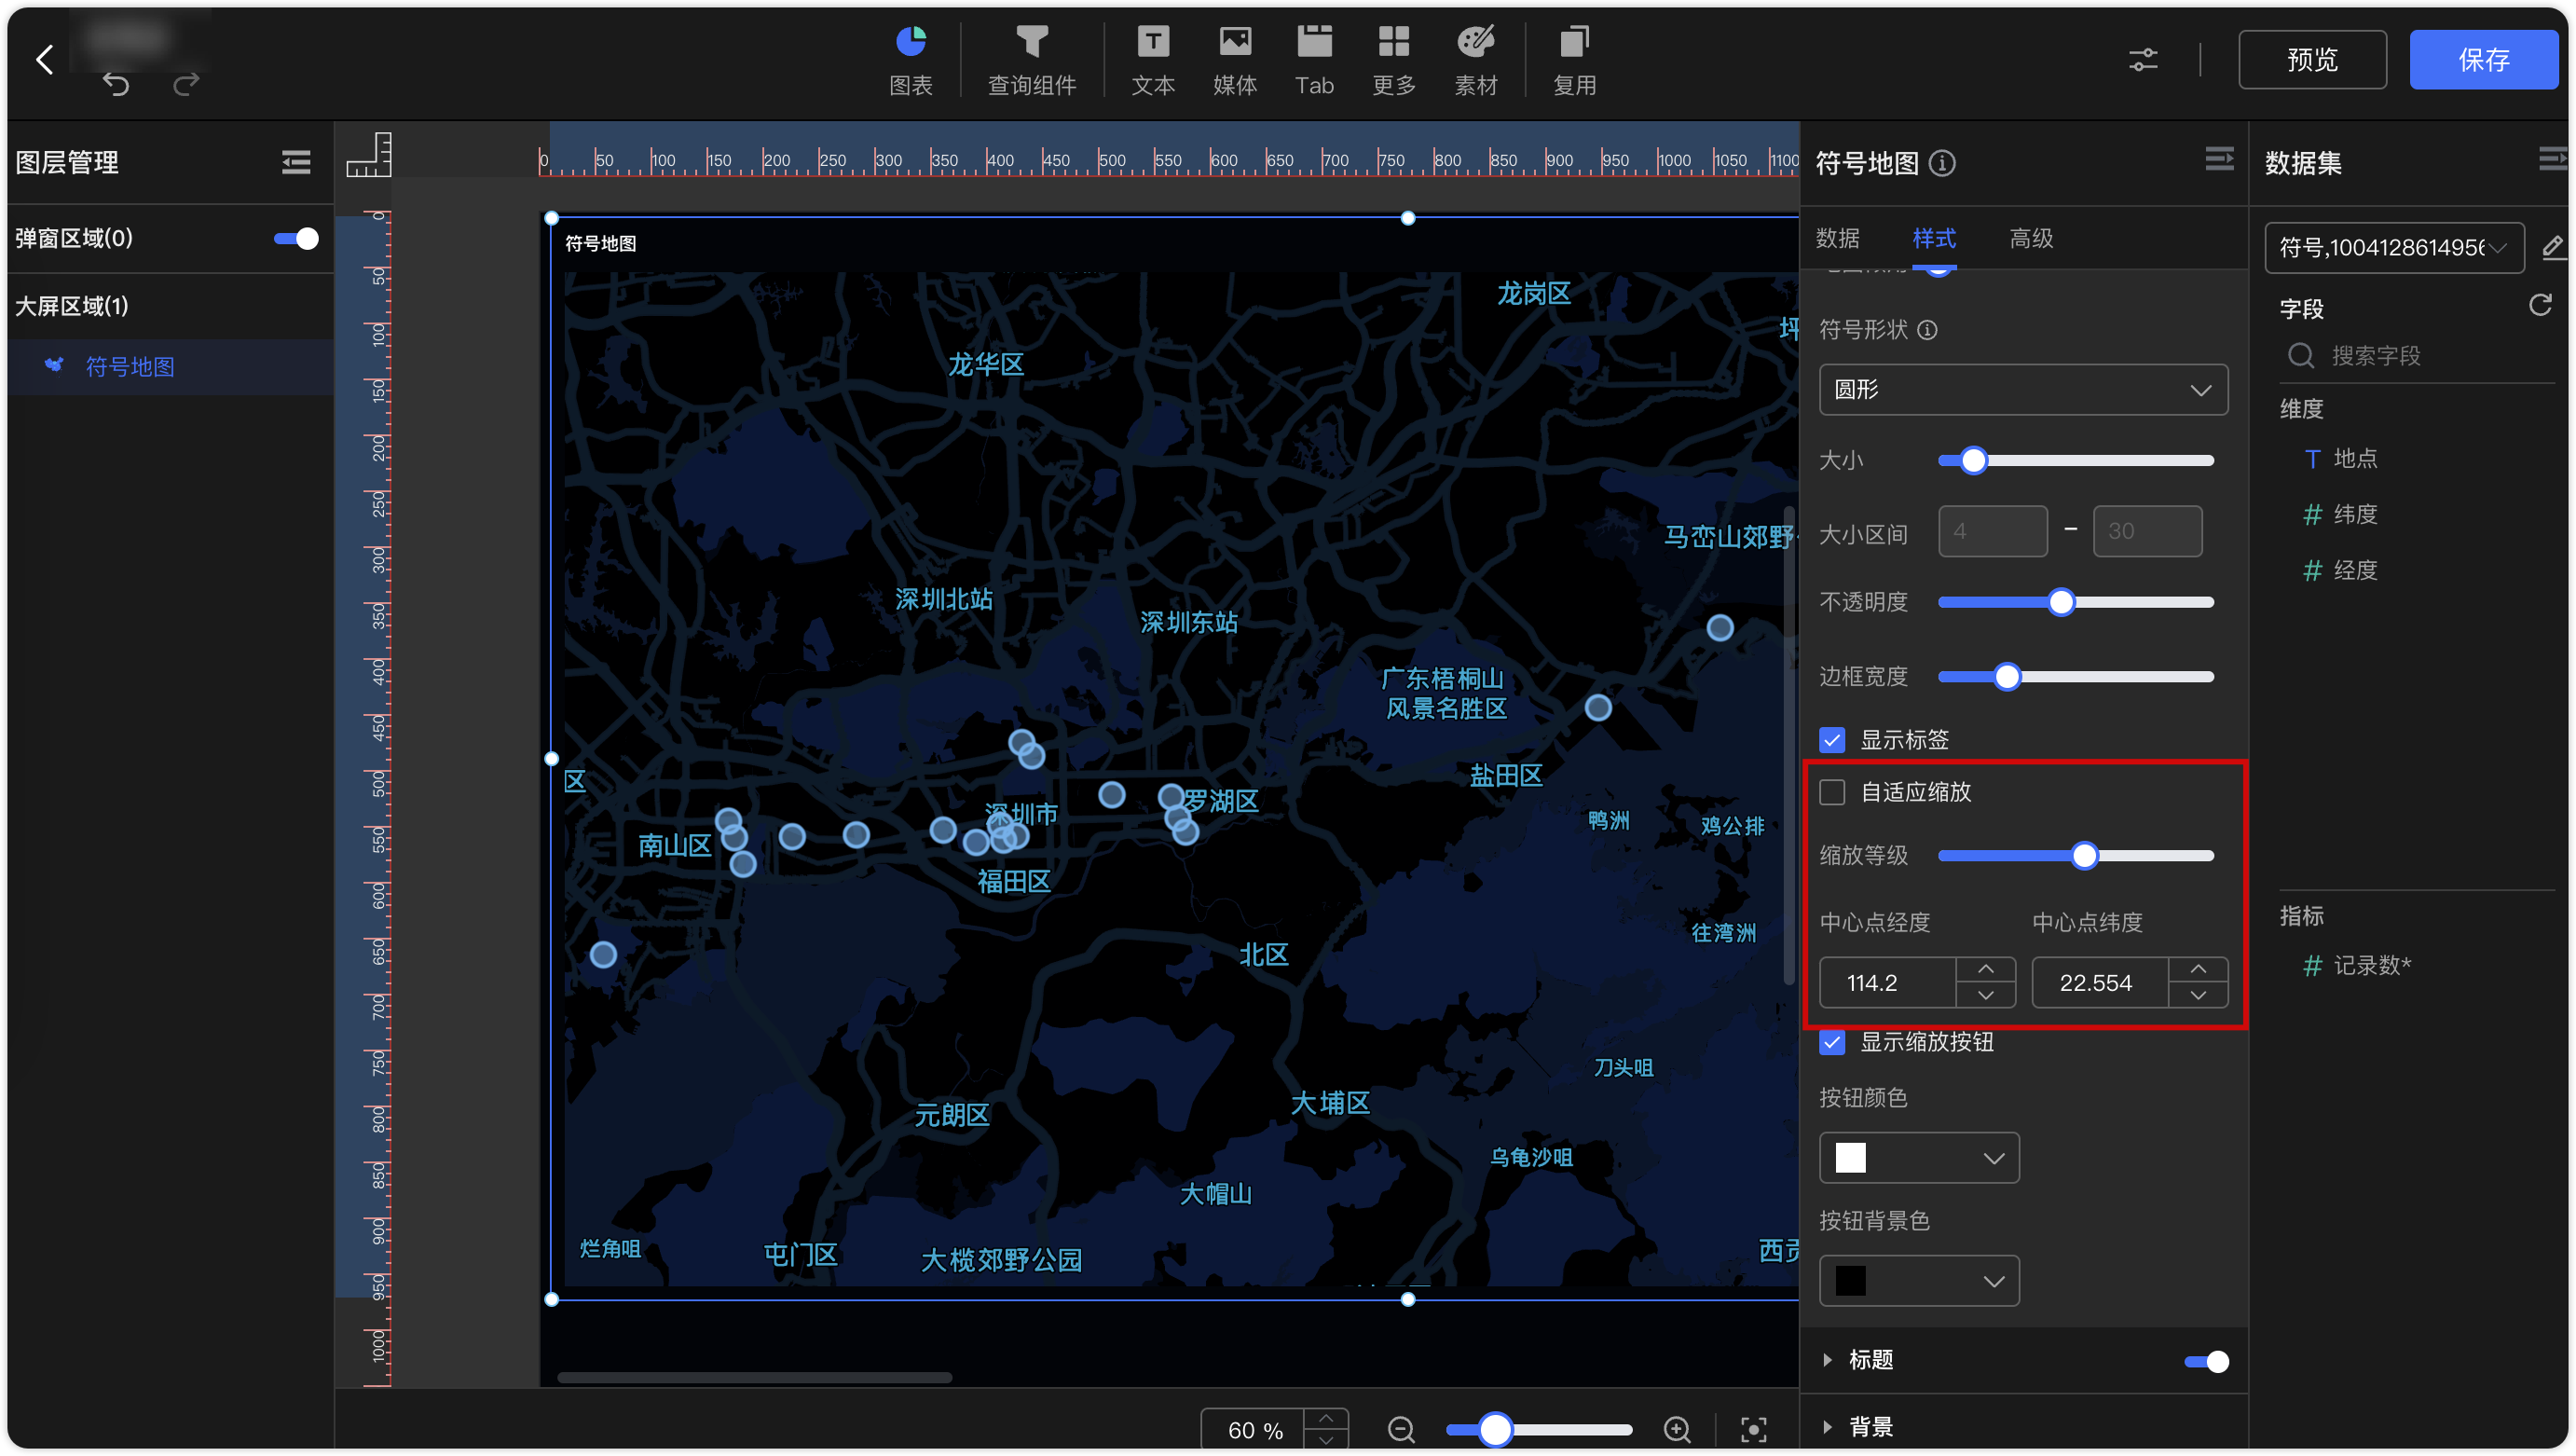 图表
查询组件
文本
媒体
Tab
更多
素材
复用
预览
保存
图层管理
弹窗区域(0)
大屏区域(1)
符号地图
0 50 100 150 200 250 300 350 400 450 500 550 600 650 700 750 800 850 900 950 1000 1050 1100
0 50 100 150 200 250 300 350 400 450 500 550 600 650 700 750 800 850 900 950 1000
符号地图
龙岗区
坪
龙华区
马峦山郊野
深圳北站
深圳东站
广东梧桐山
风景名胜区
盐田区
区
深圳市
罗湖区
鸭洲
鸡公排
南山区
福田区
往湾洲
北区
刀头咀
元朗区
大埔区
乌龟沙咀
大帽山
烂角咀
屯门区
大榄郊野公园
西贡
60 %
符号地图
数据
样式
高级
符号形状
圆形
大小
大小区间
4 - 30
不透明度
边框宽度
显示标签
自适应缩放
缩放等级
中心点经度 中心点纬度
114.2 22.554
显示缩放按钮
按钮颜色
按钮背景色
标题
背景
数据集
符号,1004128614956
字段
搜索字段
维度
T 地点
# 纬度
# 经度
指标
# 记录数*